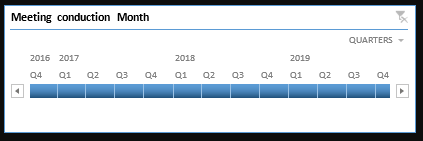 Meeting conduction Month
QUARTERS
2016 2017 2018 2019
Q4 Q1 Q2 Q3 Q4 Q1 Q2 Q3 Q4 Q1 Q2 Q3 Q4